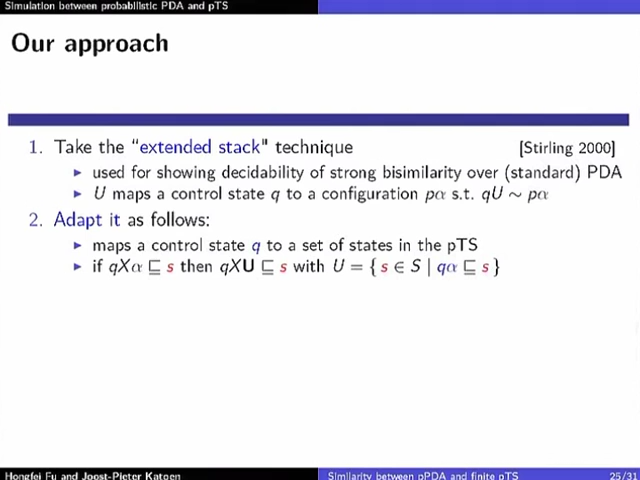 Simulation between probabilistic PDA and pTS
Our approach
1. Take the "extended stack" technique [Stirling 2000]
▶ used for showing decidability of strong bisimilarity over (standard) PDA
▶ U maps a control state q to a configuration pα s.t. qU ∼ pα
2. Adapt it as follows:
▶ maps a control state q to a set of states in the pTS
▶ if qXα ⊑ s then qXU ⊑ s with U = { s ∈ S | qα ⊑ s }
Hongfei Fu and Joost-Pieter Katoen Similarity between pPDA and finite pTS 25/31